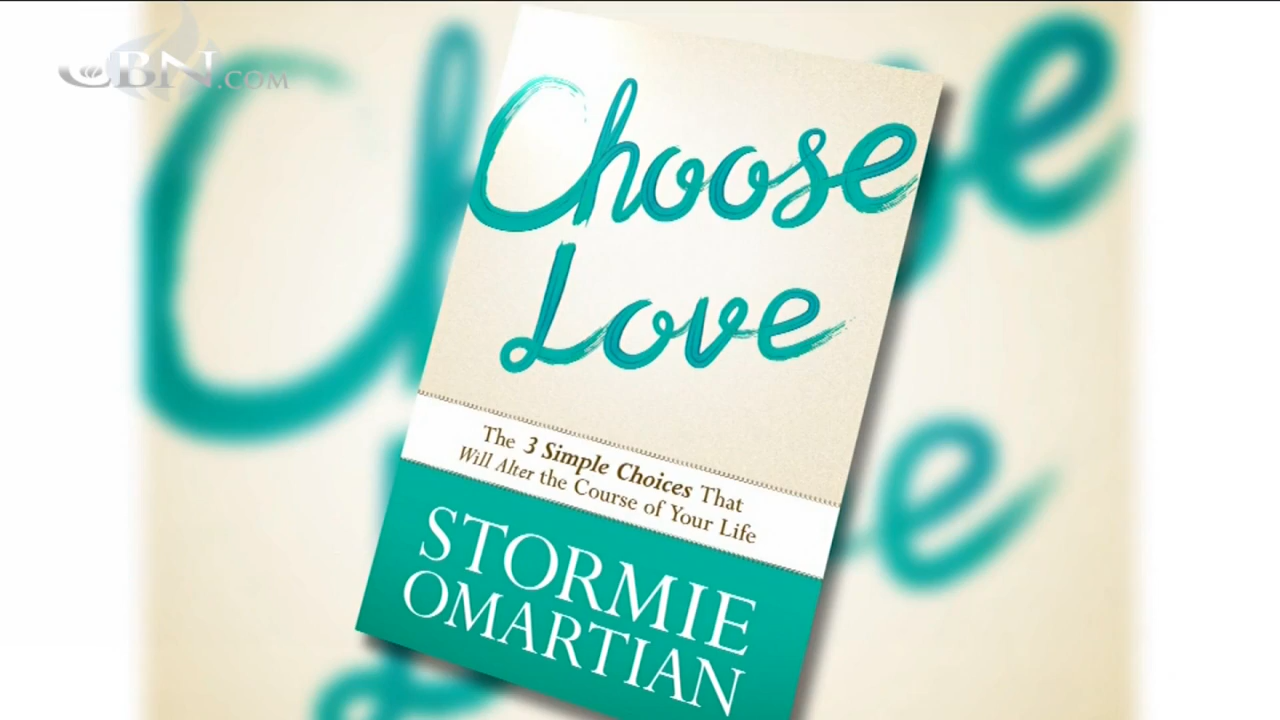 CBN.COM
Choose
Love
The 3 Simple Choices That
Will Alter the Course of Your Life
STORMIE
OMARTIAN